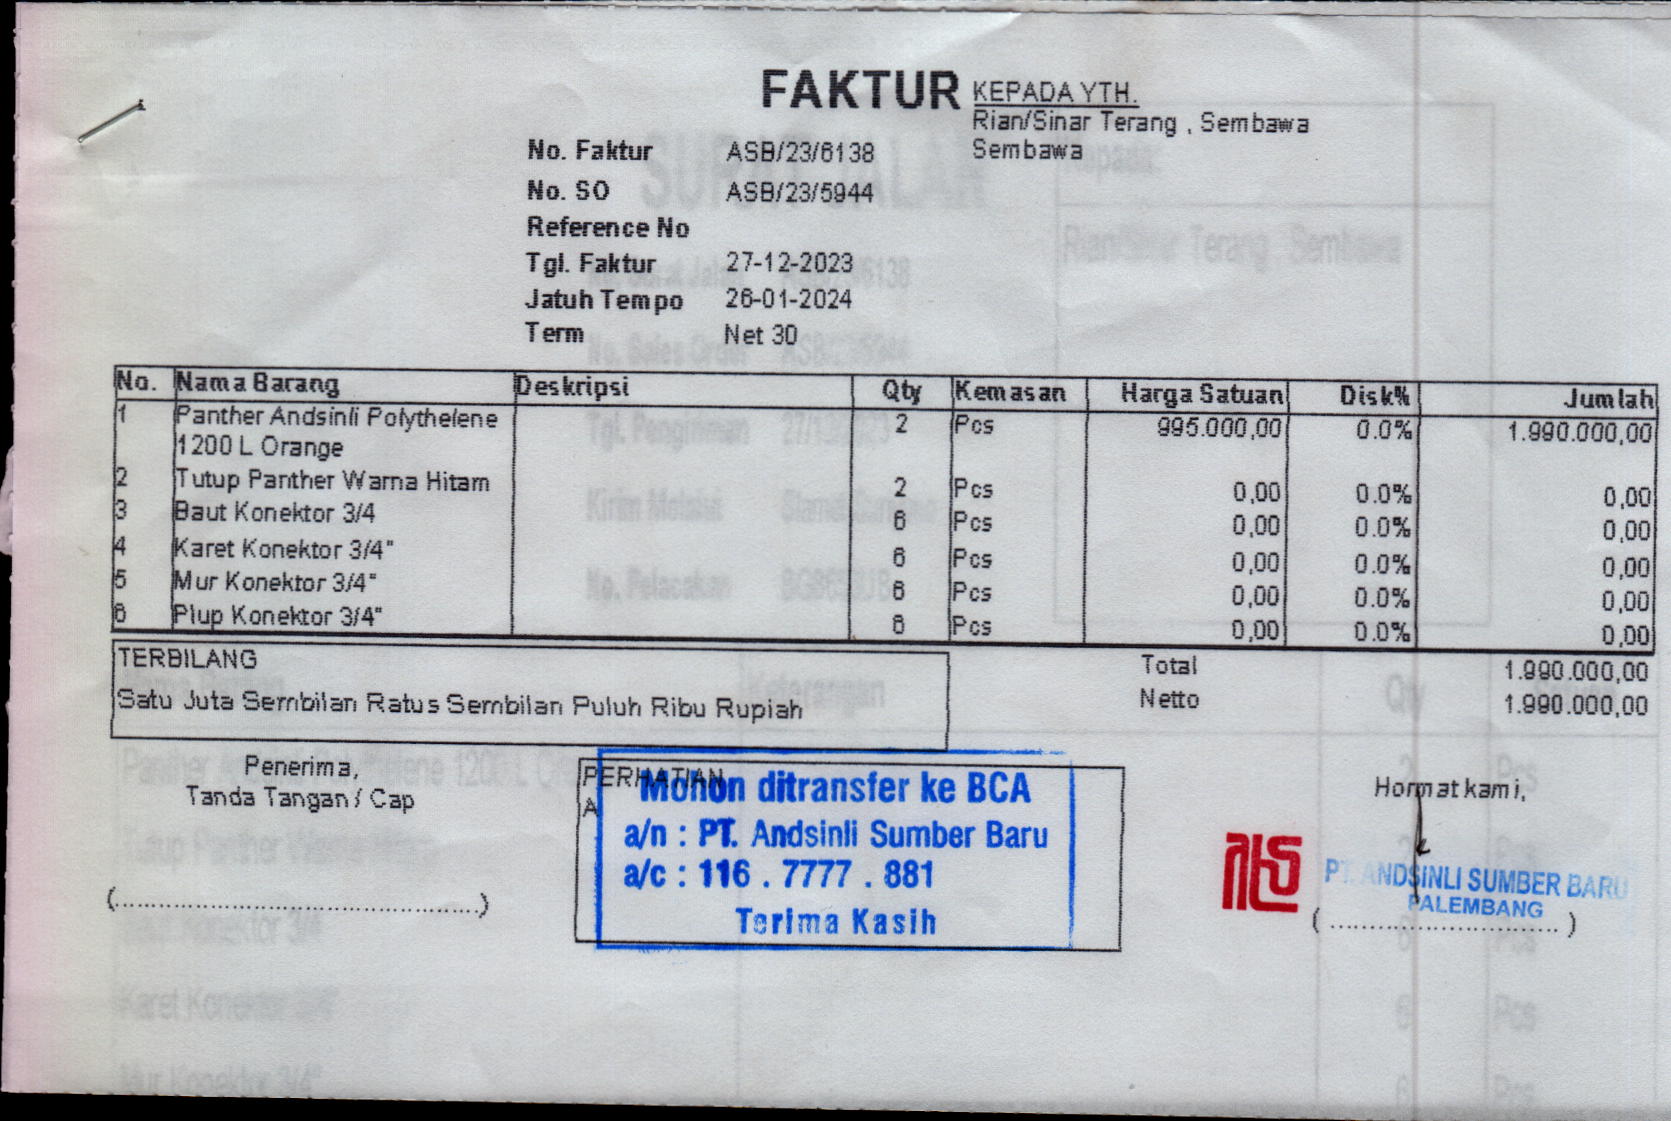 FAKTUR
KEPADA YTH.
Rian/Sinar Terang , Sembawa
Sembawa
No. Faktur ASB/23/6138
No. SO ASB/23/5944
Reference No
Tgl. Faktur 27-12-2023
Jatuh Tempo 26-01-2024
Term Net 30
No. Nama Barang Deskripsi Qty Kemasan Harga Satuan Disk% Jumlah
1 Panther Andsinli Polythelene 2 Pcs 995.000,00 0.0% 1.990.000,00
1200 L Orange
2 Tutup Panther Warna Hitam 2 Pcs 0,00 0.0% 0,00
3 Baut Konektor 3/4 6 Pcs 0,00 0.0% 0,00
4 Karet Konektor 3/4" 6 Pcs 0,00 0.0% 0,00
5 Mur Konektor 3/4" 6 Pcs 0,00 0.0% 0,00
6 Plup Konektor 3/4" 6 Pcs 0,00 0.0% 0,00
TERBILANG
Satu Juta Sembilan Ratus Sembilan Puluh Ribu Rupiah
Total 1.990.000,00
Netto 1.990.000,00
Penerima,
Tanda Tangan / Cap
(..........................................)
PERHATIAN
A
Mohon ditransfer ke BCA
a/n : PT. Andsinli Sumber Baru
a/c : 116 . 7777 . 881
Terima Kasih
Hormat kami,
PT. ANDSINLI SUMBER BARU
PALEMBANG
( .............................. )